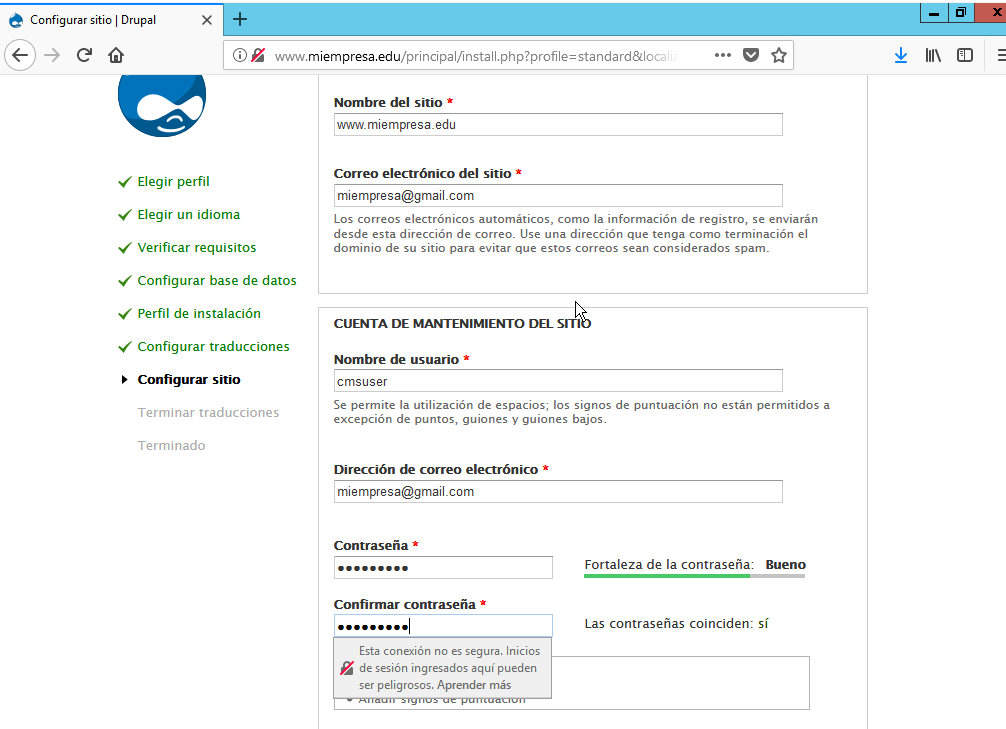 Configurar sitio | Drupal
www.miempresa.edu/principal/install.php?profile=standard&locali
Elegir perfil
Elegir un idioma
Verificar requisitos
Configurar base de datos
Perfil de instalación
Configurar traducciones
Configurar sitio
Terminar traducciones
Terminado
Nombre del sitio *
www.miempresa.edu
Correo electrónico del sitio *
miempresa@gmail.com
Los correos electrónicos automáticos, como la información de registro, se enviarán
desde esta dirección de correo. Use una dirección que tenga como terminación el
dominio de su sitio para evitar que estos correos sean considerados spam.
CUENTA DE MANTENIMIENTO DEL SITIO
Nombre de usuario *
cmsuser
Se permite la utilización de espacios; los signos de puntuación no están permitidos a
excepción de puntos, guiones y guiones bajos.
Dirección de correo electrónico *
miempresa@gmail.com
Contraseña *
Fortaleza de la contraseña: Bueno
Confirmar contraseña *
Las contraseñas coinciden: sí
Esta conexión no es segura. Inicios
de sesión ingresados aquí pueden
ser peligrosos. Aprender más
Añadir signos de puntuación